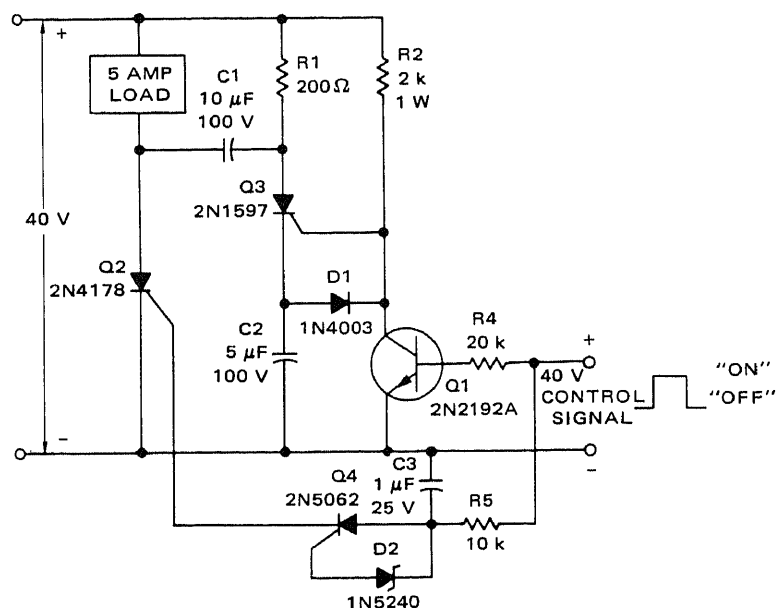 +
5 AMP
LOAD
C1
10 µF
100 V
R1
200Ω
R2
2 k
1 W
Q3
2N1597
40 V
Q2
2N4178
D1
1N4003
C2
5 µF
100 V
R4
20 k
+
40 V
Q1
2N2192A
CONTROL
SIGNAL
"ON"
"OFF"
−
−
C3
1 µF
25 V
Q4
2N5062
R5
10 k
D2
1N5240